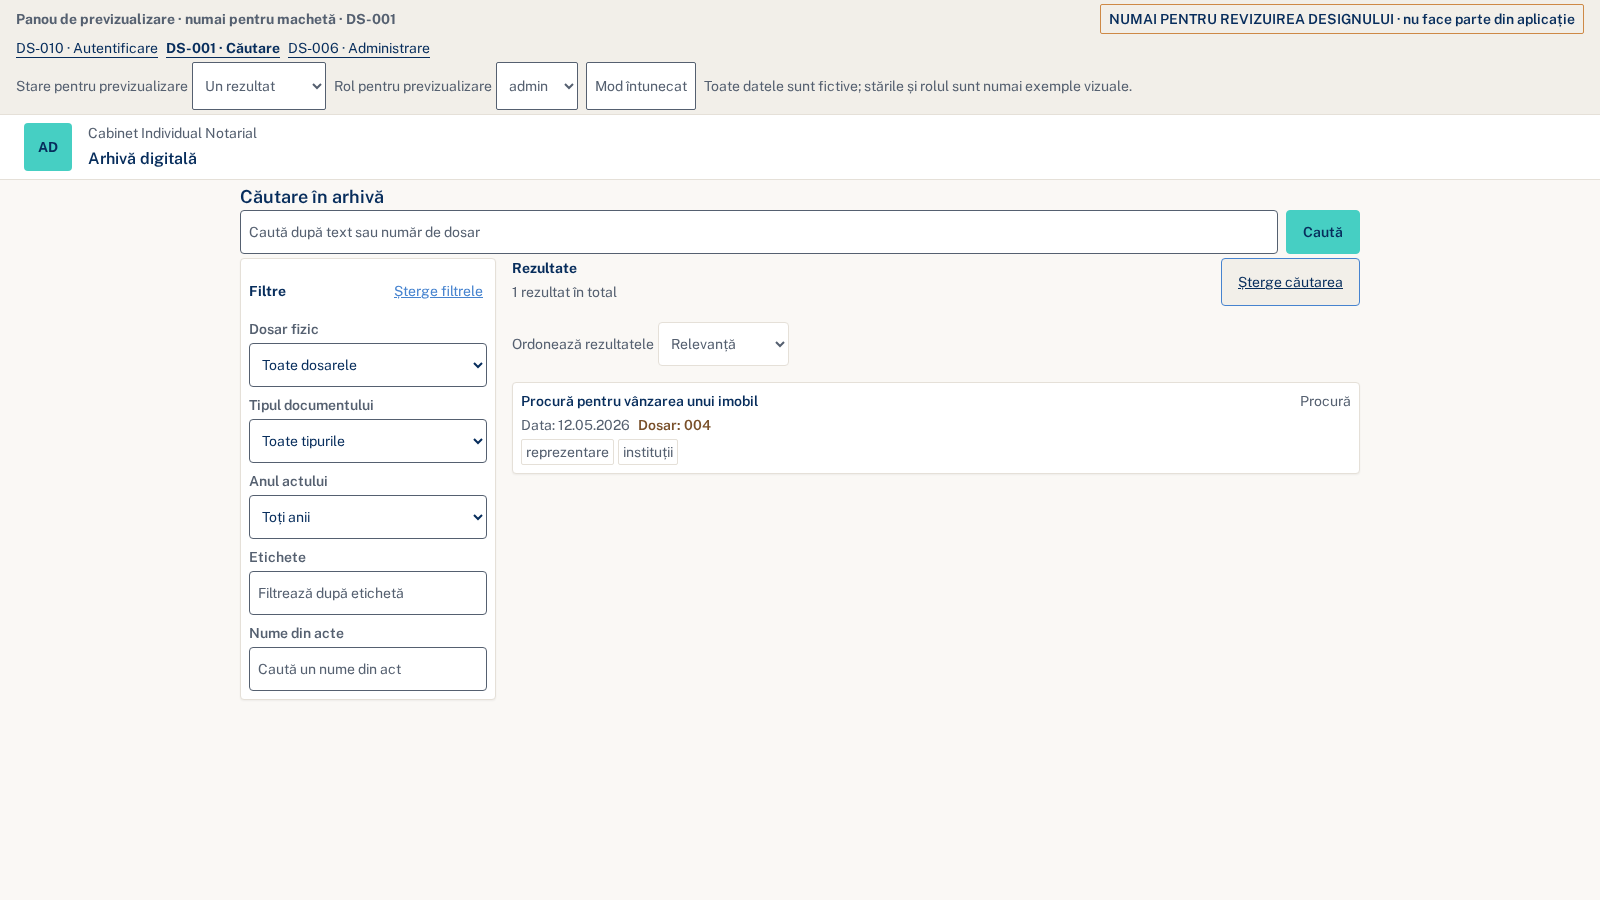 Panou de previzualizare · numai pentru machetă · DS-001
NUMAI PENTRU REVIZUIREA DESIGNULUI · nu face parte din aplicație
DS-010 · Autentificare DS-001 · Căutare DS-006 · Administrare
Stare pentru previzualizare Un rezultat Rol pentru previzualizare admin Mod întunecat Toate datele sunt fictive; stările și rolul sunt numai exemple vizuale.
AD
Cabinet Individual Notarial
Arhivă digitală
Căutare în arhivă
Caută după text sau număr de dosar Caută
Filtre Șterge filtrele
Dosar fizic
Toate dosarele
Tipul documentului
Toate tipurile
Anul actului
Toți anii
Etichete
Filtrează după etichetă
Nume din acte
Caută un nume din act
Rezultate
1 rezultat în total
Șterge căutarea
Ordonează rezultatele Relevanță
Procură pentru vânzarea unui imobil Procură
Data: 12.05.2026 Dosar: 004
reprezentare instituții